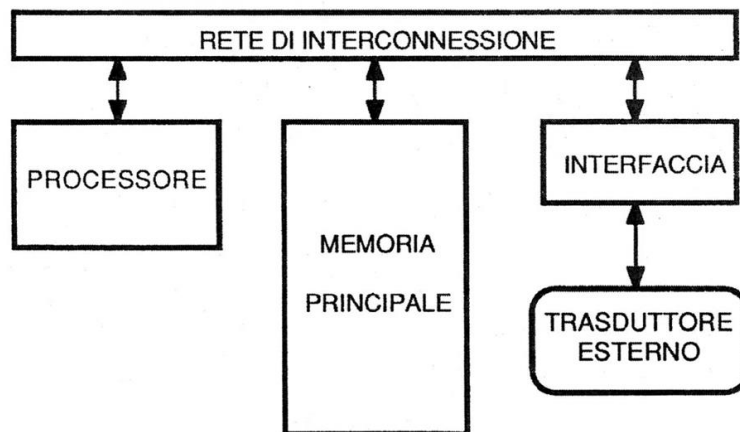 RETE DI INTERCONNESSIONE
PROCESSORE
MEMORIA
PRINCIPALE
INTERFACCIA
TRASDUTTORE
ESTERNO